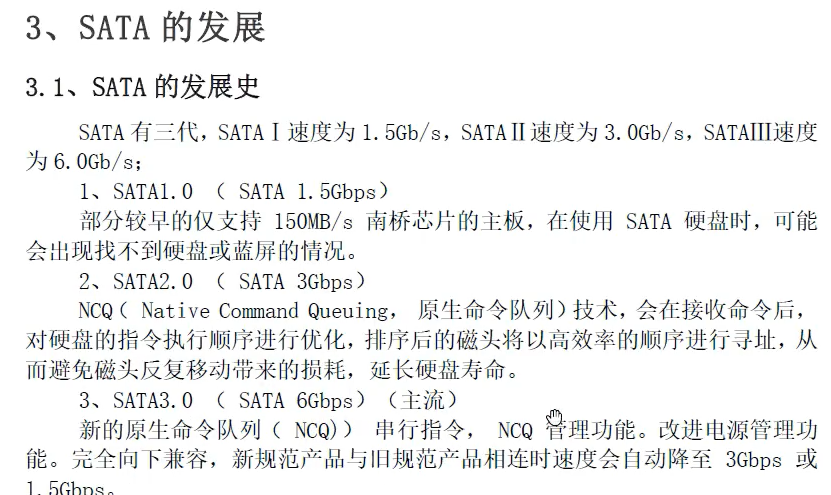 3、SATA 的发展
3.1、SATA 的发展史
SATA 有三代，SATAⅠ速度为 1.5Gb/s，SATAⅡ速度为 3.0Gb/s，SATAⅢ速度
为 6.0Gb/s；
1、SATA1.0 （ SATA 1.5Gbps）
部分较早的仅支持 150MB/s 南桥芯片的主板，在使用 SATA 硬盘时，可能
会出现找不到硬盘或蓝屏的情况。
2、SATA2.0 （ SATA 3Gbps）
NCQ（ Native Command Queuing， 原生命令队列）技术，会在接收命令后，
对硬盘的指令执行顺序进行优化，排序后的磁头将以高效率的顺序进行寻址，从
而避免磁头反复移动带来的损耗，延长硬盘寿命。
3、SATA3.0 （ SATA 6Gbps）（主流）
新的原生命令队列（ NCQ）） 串行指令， NCQ 管理功能。改进电源管理功
能。完全向下兼容，新规范产品与旧规范产品相连时速度会自动降至 3Gbps 或
1.5Gbps。